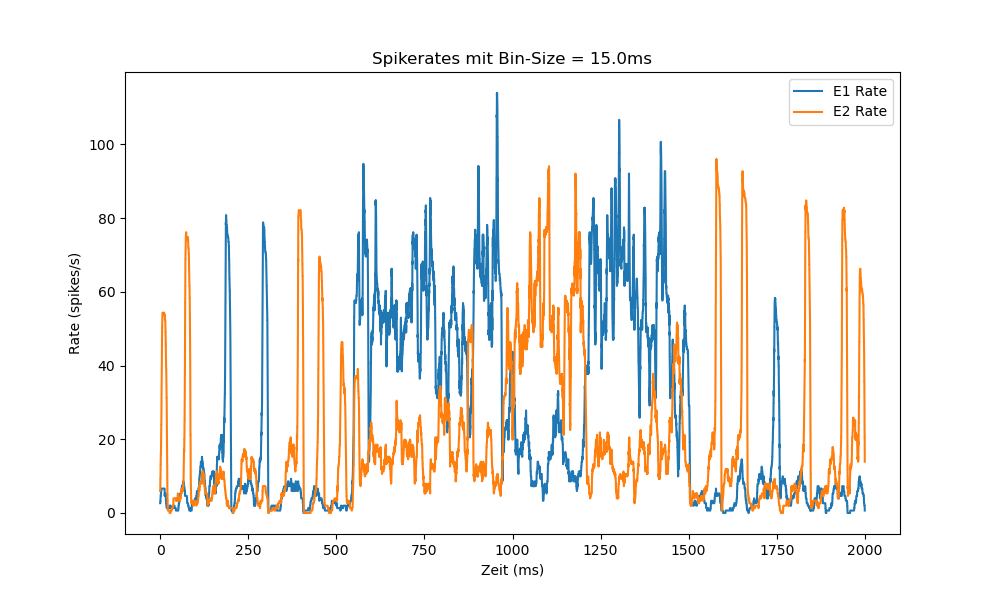 Spikerates mit Bin-Size = 15.0ms
E1 Rate
E2 Rate
Rate (spikes/s)
100
80
60
40
20
0
0 250 500 750 1000 1250 1500 1750 2000
Zeit (ms)